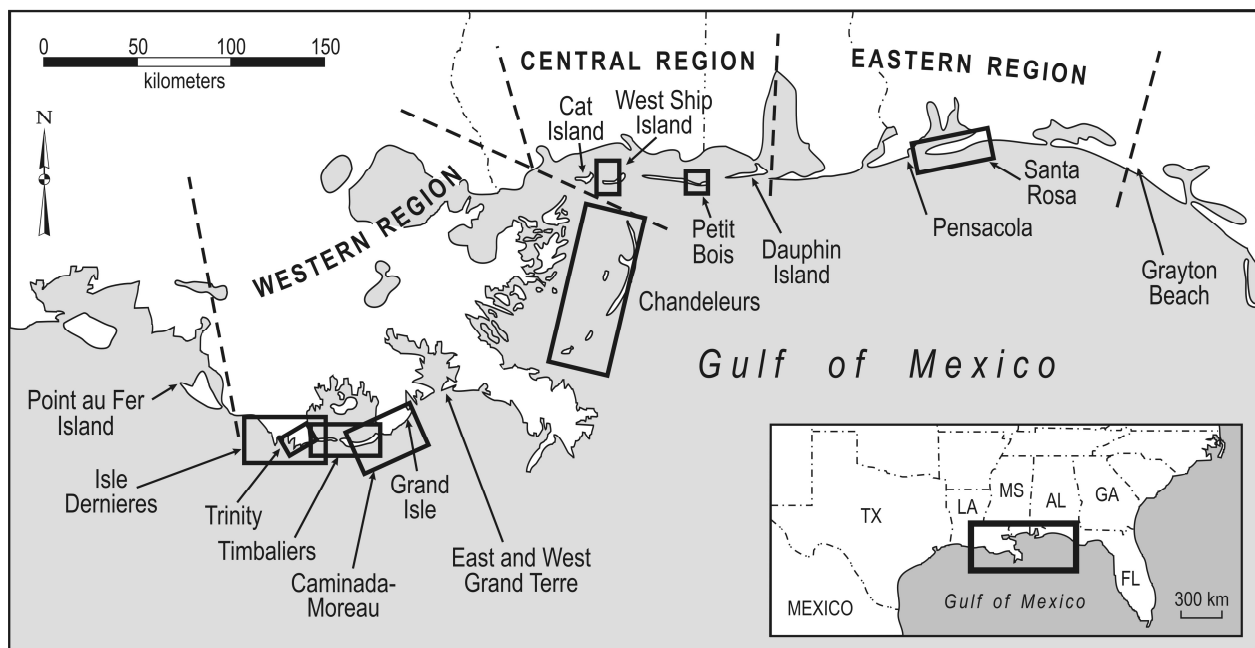 0 50 100 150
kilometers
N
CENTRAL REGION
EASTERN REGION
WESTERN REGION
Cat
Island
West Ship
Island
Petit
Bois
Dauphin
Island
Pensacola
Santa
Rosa
Grayton
Beach
Chandeleurs
Gulf of Mexico
Point au Fer
Island
Isle
Dernieres
Trinity
Timbaliers
Caminada-
Moreau
Grand
Isle
East and West
Grand Terre
TX
LA
MS
AL
GA
FL
MEXICO
Gulf of Mexico
300 km